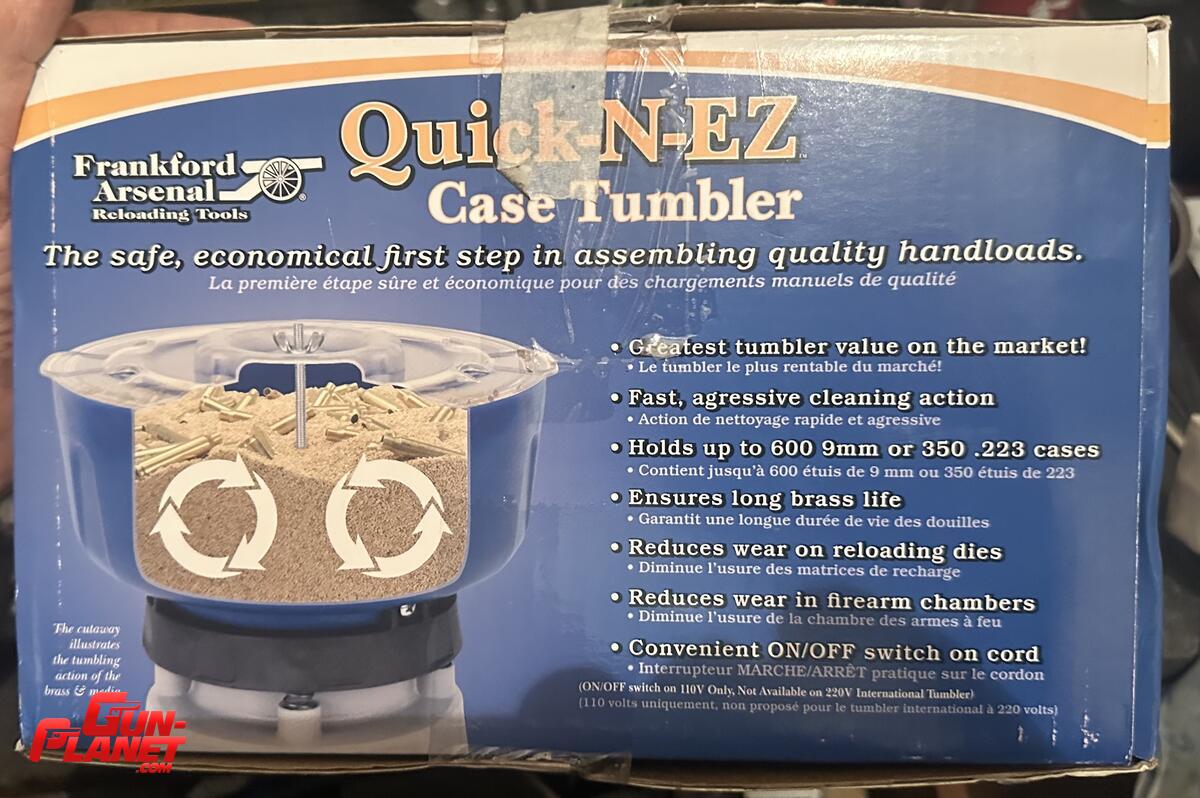 Quick-N-EZ
Frankford
Arsenal
Reloading Tools
Case Tumbler
The safe, economical first step in assembling quality handloads.
La première étape sûre et économique pour des chargements manuels de qualité
• Greatest tumbler value on the market!
• Le tumbler le plus rentable du marché!
• Fast, agressive cleaning action
• Action de nettoyage rapide et agressive
• Holds up to 600 9mm or 350 .223 cases
• Contient jusqu'à 600 étuis de 9 mm ou 350 étuis de 223
• Ensures long brass life
• Garantit une longue durée de vie des douilles
• Reduces wear on reloading dies
• Diminue l'usure des matrices de recharge
• Reduces wear in firearm chambers
• Diminue l'usure de la chambre des armes à feu
• Convenient ON/OFF switch on cord
• Interrupteur MARCHE/ARRÊT pratique sur le cordon
(ON/OFF switch on 110V Only, Not Available on 220V International Tumbler)
(110 volts uniquement, non proposé pour le tumbler international à 220 volts)
The cutaway
illustrates
the tumbling
action of the
brass & media
GUN-
PLANET
.COM